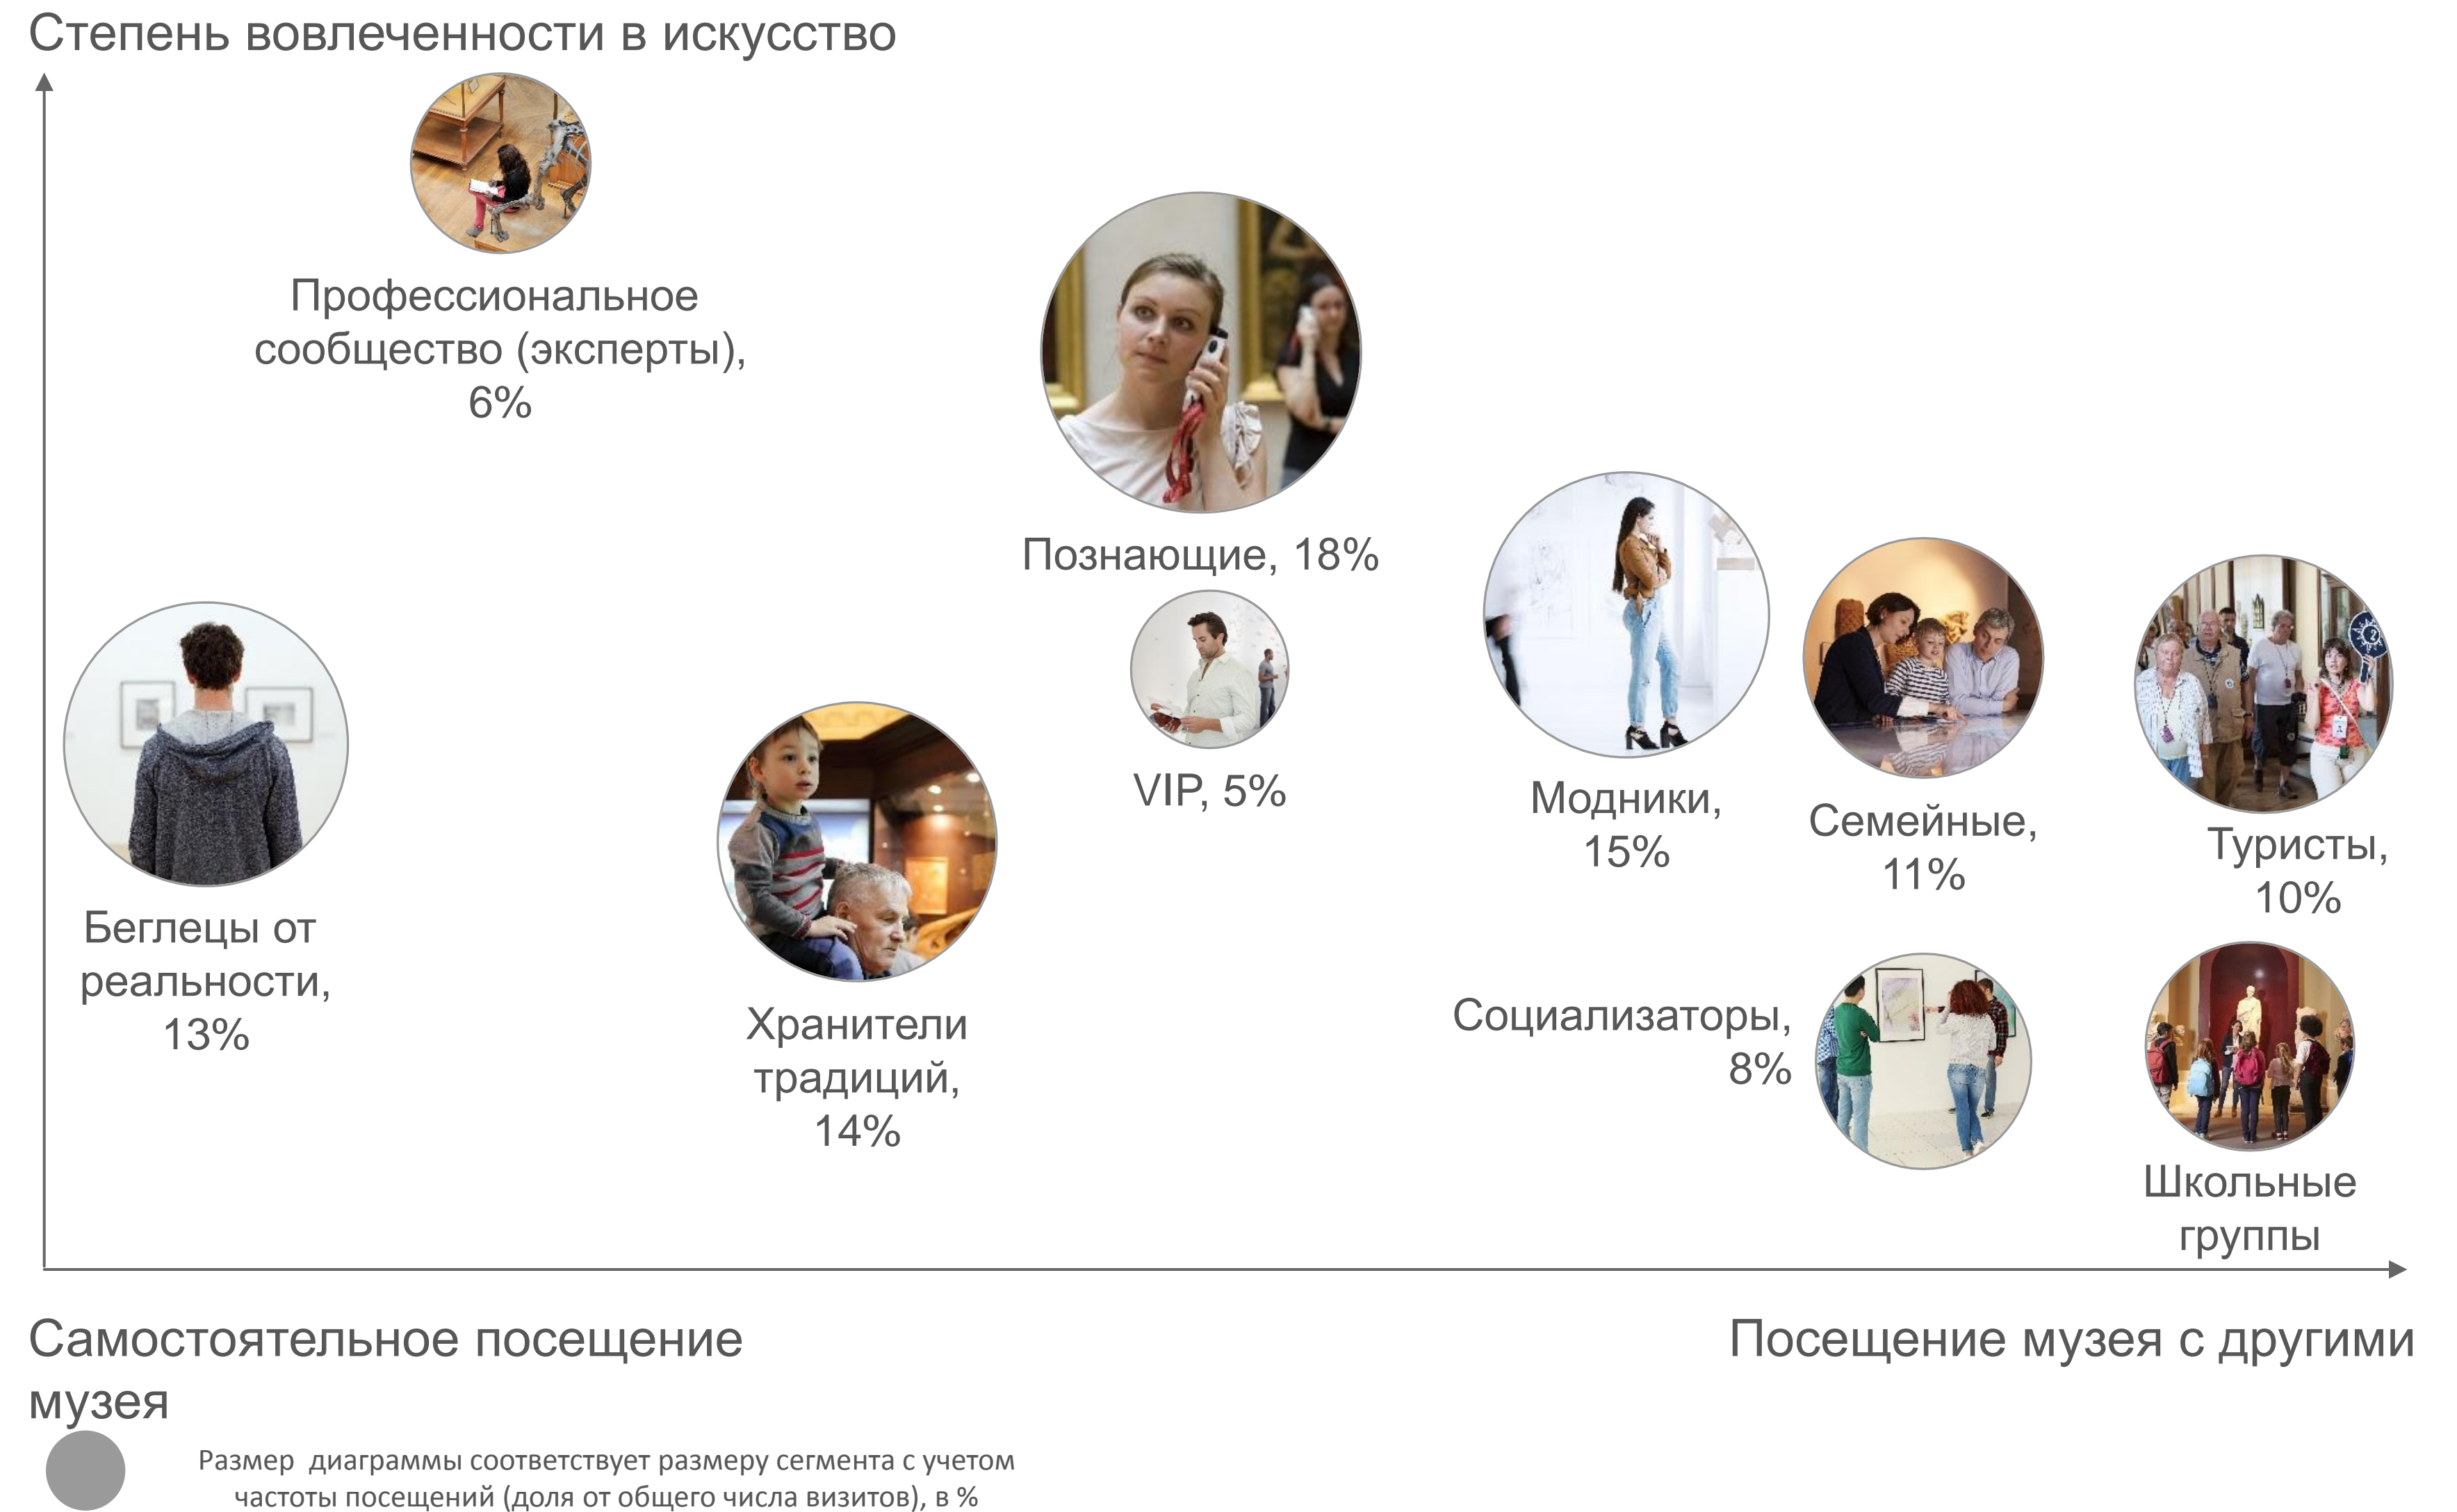 Степень вовлеченности в искусство
Профессиональное
сообщество (эксперты),
6%
Познающие, 18%
VIP, 5%
Модники,
15%
Семейные,
11%
Туристы,
10%
Беглецы от
реальности,
13%
Хранители
традиций,
14%
Социализаторы,
8%
Школьные
группы
Самостоятельное посещение
музея
Посещение музея с другими
Размер диаграммы соответствует размеру сегмента с учетом
частоты посещений (доля от общего числа визитов), в %